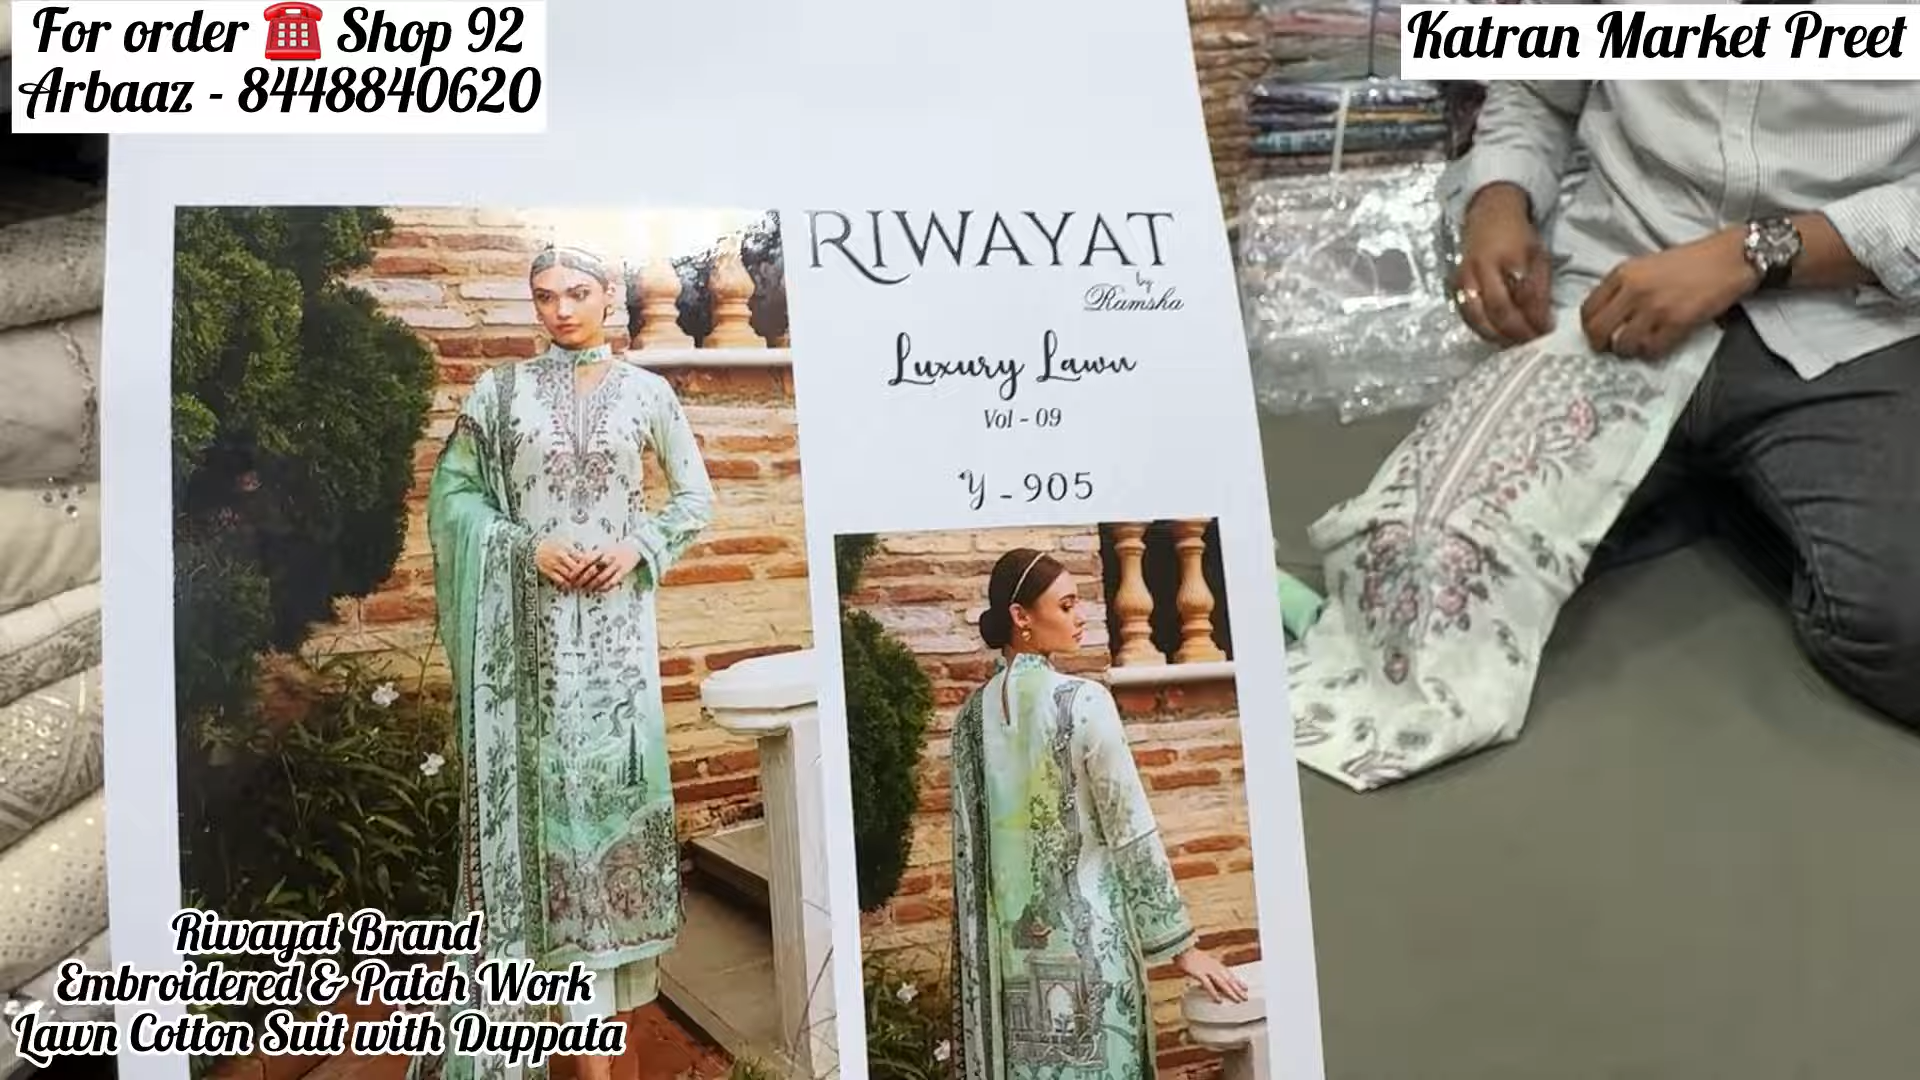 For order ☎️ Shop 92
Arbaaz - 8448840620
Katran Market Preet
RIWAYAT
by
Ramsha
Luxury Lawn
Vol - 09
Y - 905
Riwayat Brand
Embroidered & Patch Work
Lawn Cotton Suit with Duppata